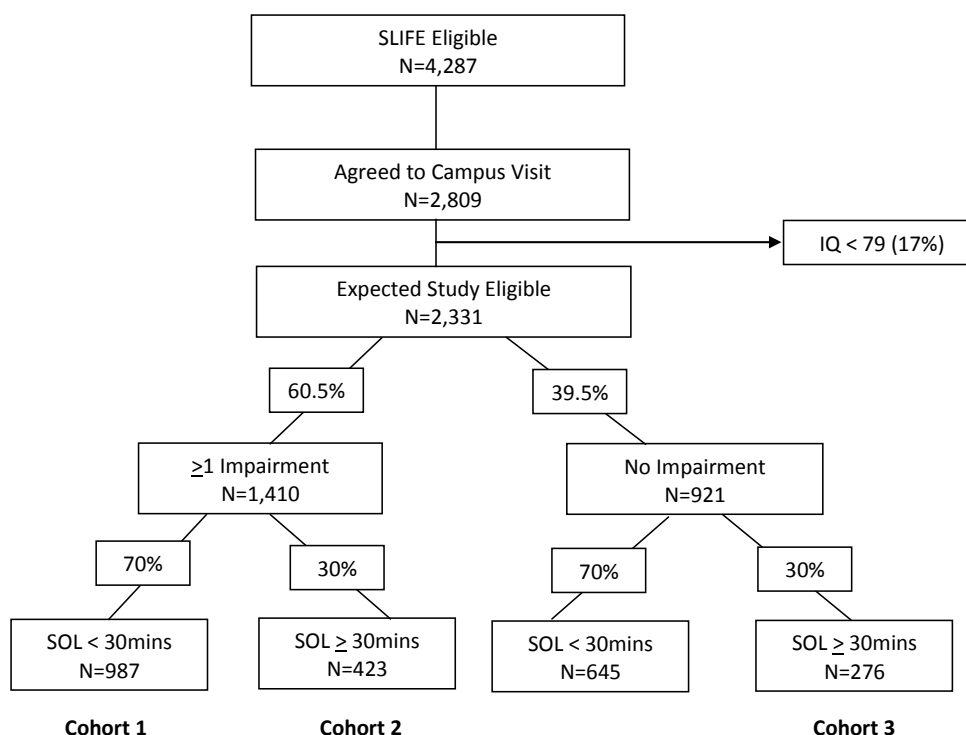 SLIFE Eligible
N=4,287
Agreed to Campus Visit
N=2,809
IQ < 79 (17%)
Expected Study Eligible
N=2,331
60.5%
39.5%
≥1 Impairment
N=1,410
No Impairment
N=921
70%
30%
70%
30%
SOL < 30mins
N=987
SOL ≥ 30mins
N=423
SOL < 30mins
N=645
SOL ≥ 30mins
N=276
Cohort 1
Cohort 2
Cohort 3